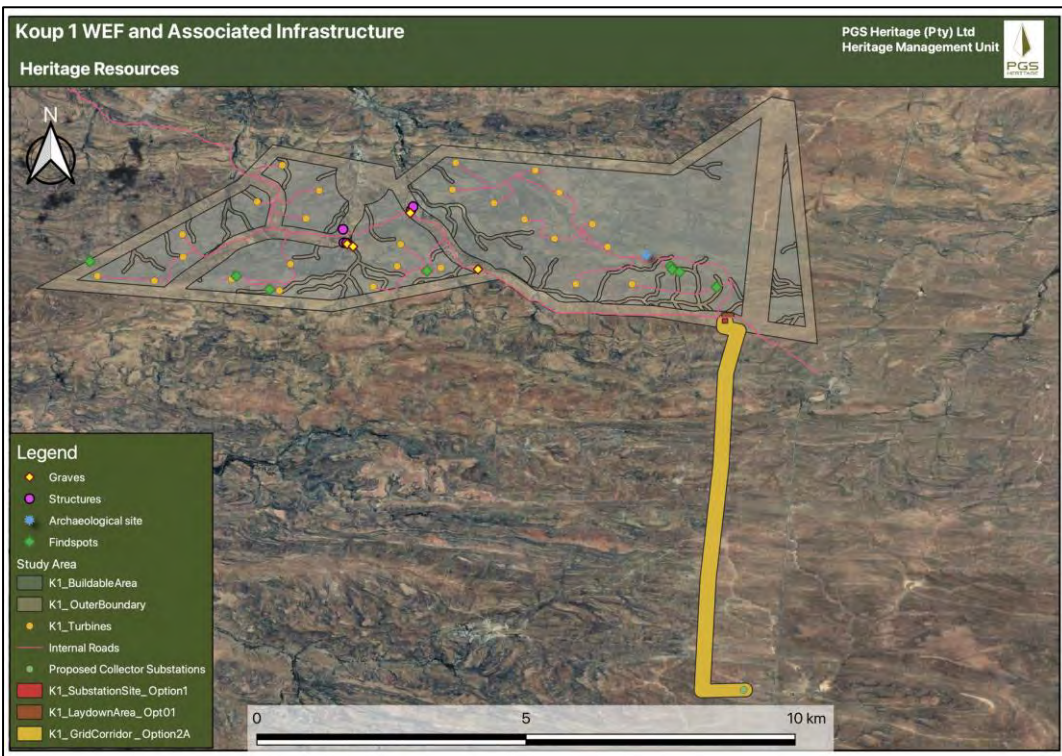 Koup 1 WEF and Associated Infrastructure
Heritage Resources
PGS Heritage (Pty) Ltd
Heritage Management Unit
PGS
HERITAGE
N
Legend
Graves
Structures
Archaeological site
Findspots
Study Area
K1_BuildableArea
K1_OuterBoundary
K1_Turbines
Internal Roads
Proposed Collector Substations
K1_SubstationSite_Option1
K1_LaydownArea_Opt01
K1_GridCorridor_Option2A
0 5 10 km